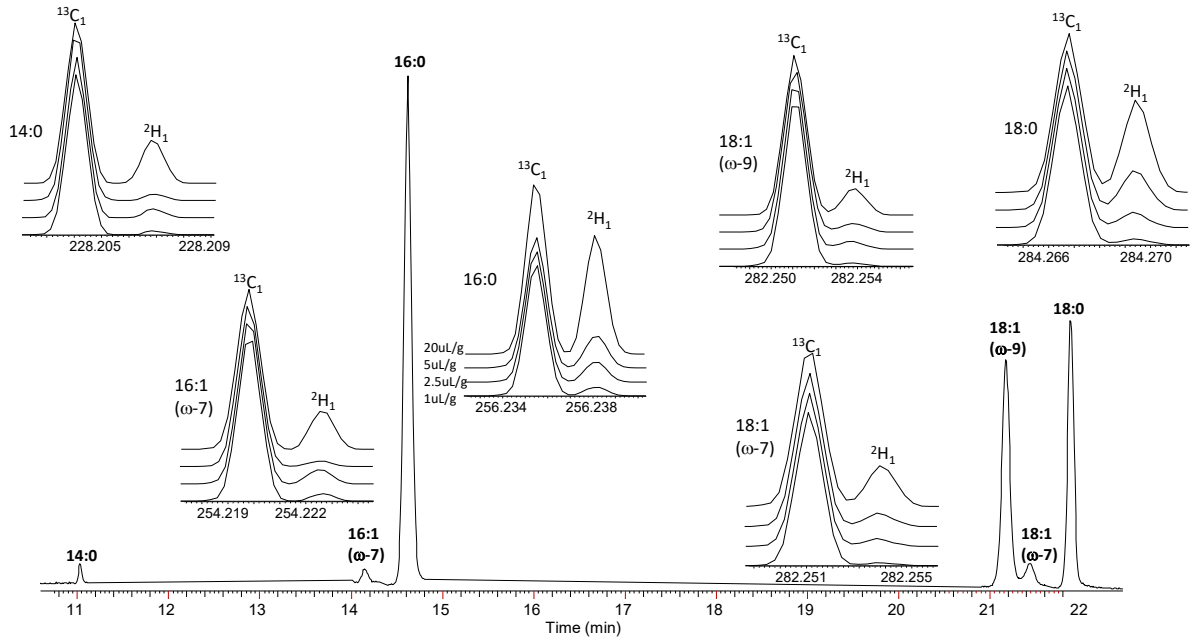 ¹³C₁
14:0
²H₁
228.205 228.209
¹³C₁
16:1
(ω-7)
²H₁
254.219 254.222
16:0
¹³C₁
16:0
²H₁
20uL/g
5uL/g
2.5uL/g
1uL/g
256.234 256.238
¹³C₁
18:1
(ω-9)
²H₁
282.250 282.254
¹³C₁
18:0
²H₁
284.266 284.270
¹³C₁
18:1
(ω-7)
²H₁
282.251 282.255
14:0
16:1
(ω-7)
18:1
(ω-9)
18:1
(ω-7)
18:0
11 12 13 14 15 16 17 18 19 20 21 22
Time (min)